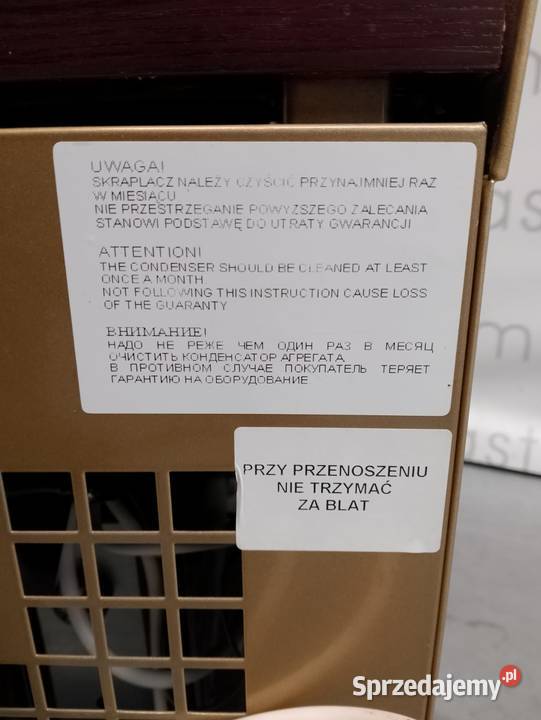 UWAGA!
SKRAPLACZ NALEŻY CZYŚCIĆ PRZYNAJMNIEJ RAZ
W MIESIĄCU
NIE PRZESTRZEGANIE POWYŻSZEGO ZALECANIA
STANOWI PODSTAWĘ DO UTRATY GWARANCJI
ATTENTION!
THE CONDENSER SHOULD BE CLEANED AT LEAST
ONCE A MONTH
NOT FOLLOWING THIS INSTRUCTION CAUSE LOSS
OF THE GUARANTY
ВНИМАНИЕ!
НАДО НЕ РЕЖЕ ЧЕМ ОДИН РАЗ В МЕСЯЦ
ОЧИСТИТЬ КОНДЕНСАТОР АГРЕГАТА.
В ПРОТИВНОМ СЛУЧАЕ ПОКУПАТЕЛЬ ТЕРЯЕТ
ГАРАНТИЮ НА ОБОРУДОВАНИЕ
PRZY PRZENOSZENIU
NIE TRZYMAĆ
ZA BLAT
Sprzedajemy.pl